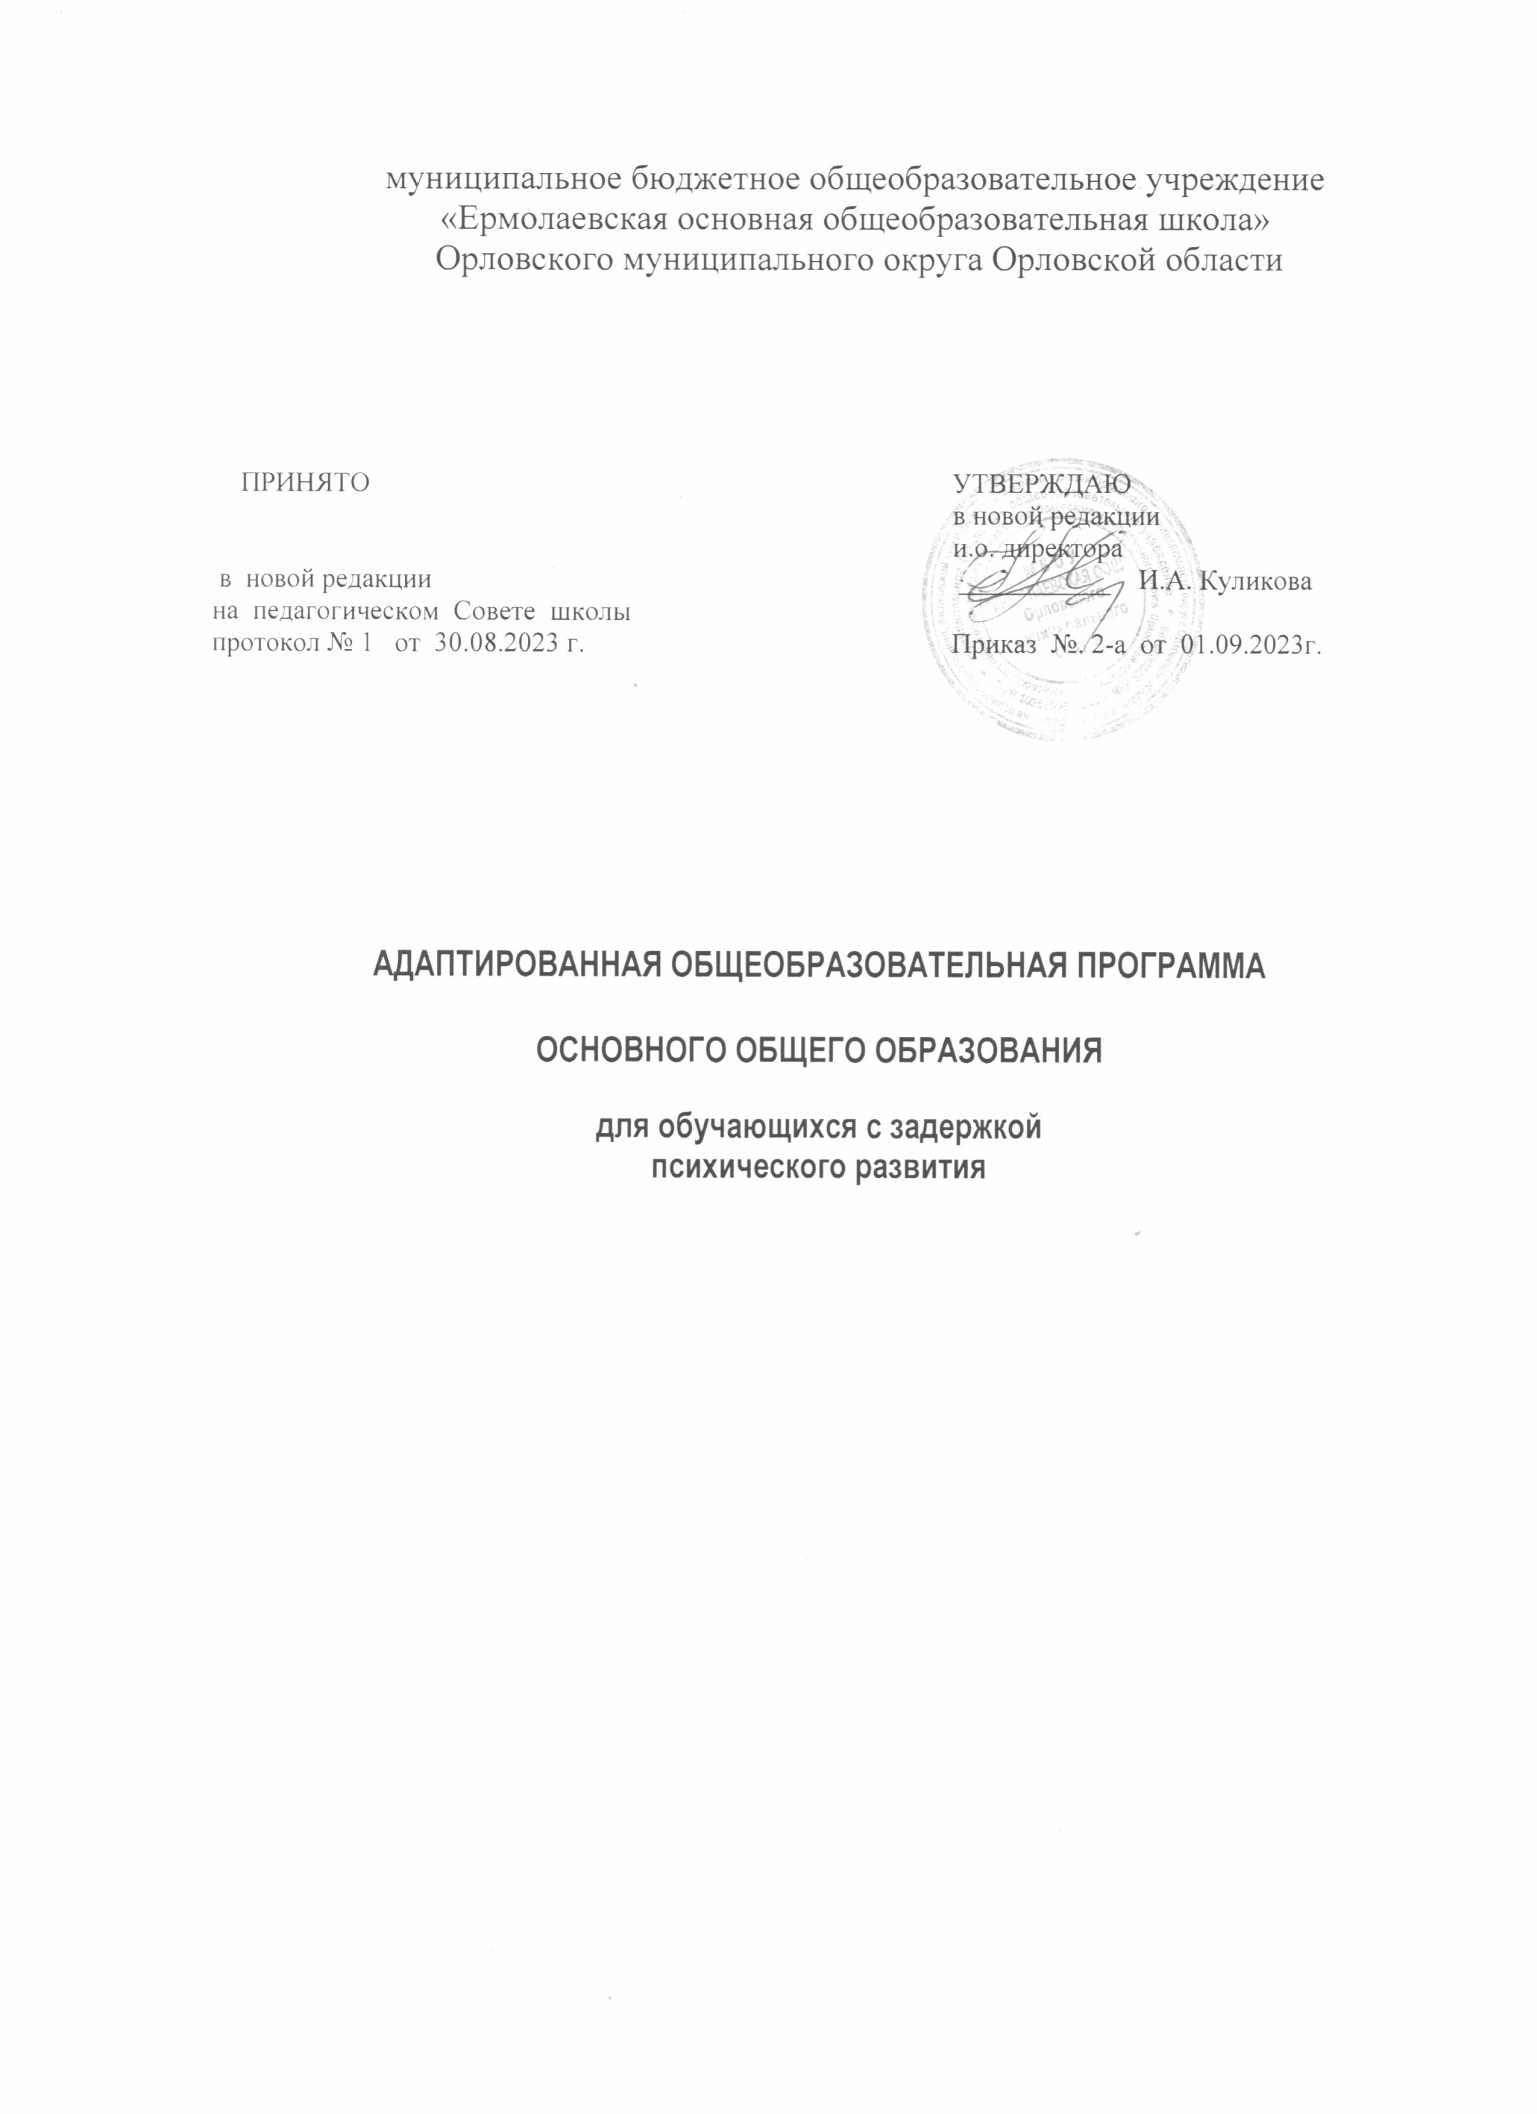 муниципальное бюджетное общеобразовательное учреждение
«Ермолаевская основная общеобразовательная школа»
Орловского муниципального округа Орловской области
ПРИНЯТО
в новой редакции
на педагогическом Совете школы
протокол № 1 от 30.08.2023 г.
УТВЕРЖДАЮ
в новой редакции
и.о. директора
И.А. Куликова
Приказ №. 2-а от 01.09.2023г.
Орловского
муниципального
АДАПТИРОВАННАЯ ОБЩЕОБРАЗОВАТЕЛЬНАЯ ПРОГРАММА
ОСНОВНОГО ОБЩЕГО ОБРАЗОВАНИЯ
для обучающихся с задержкой
психического развития